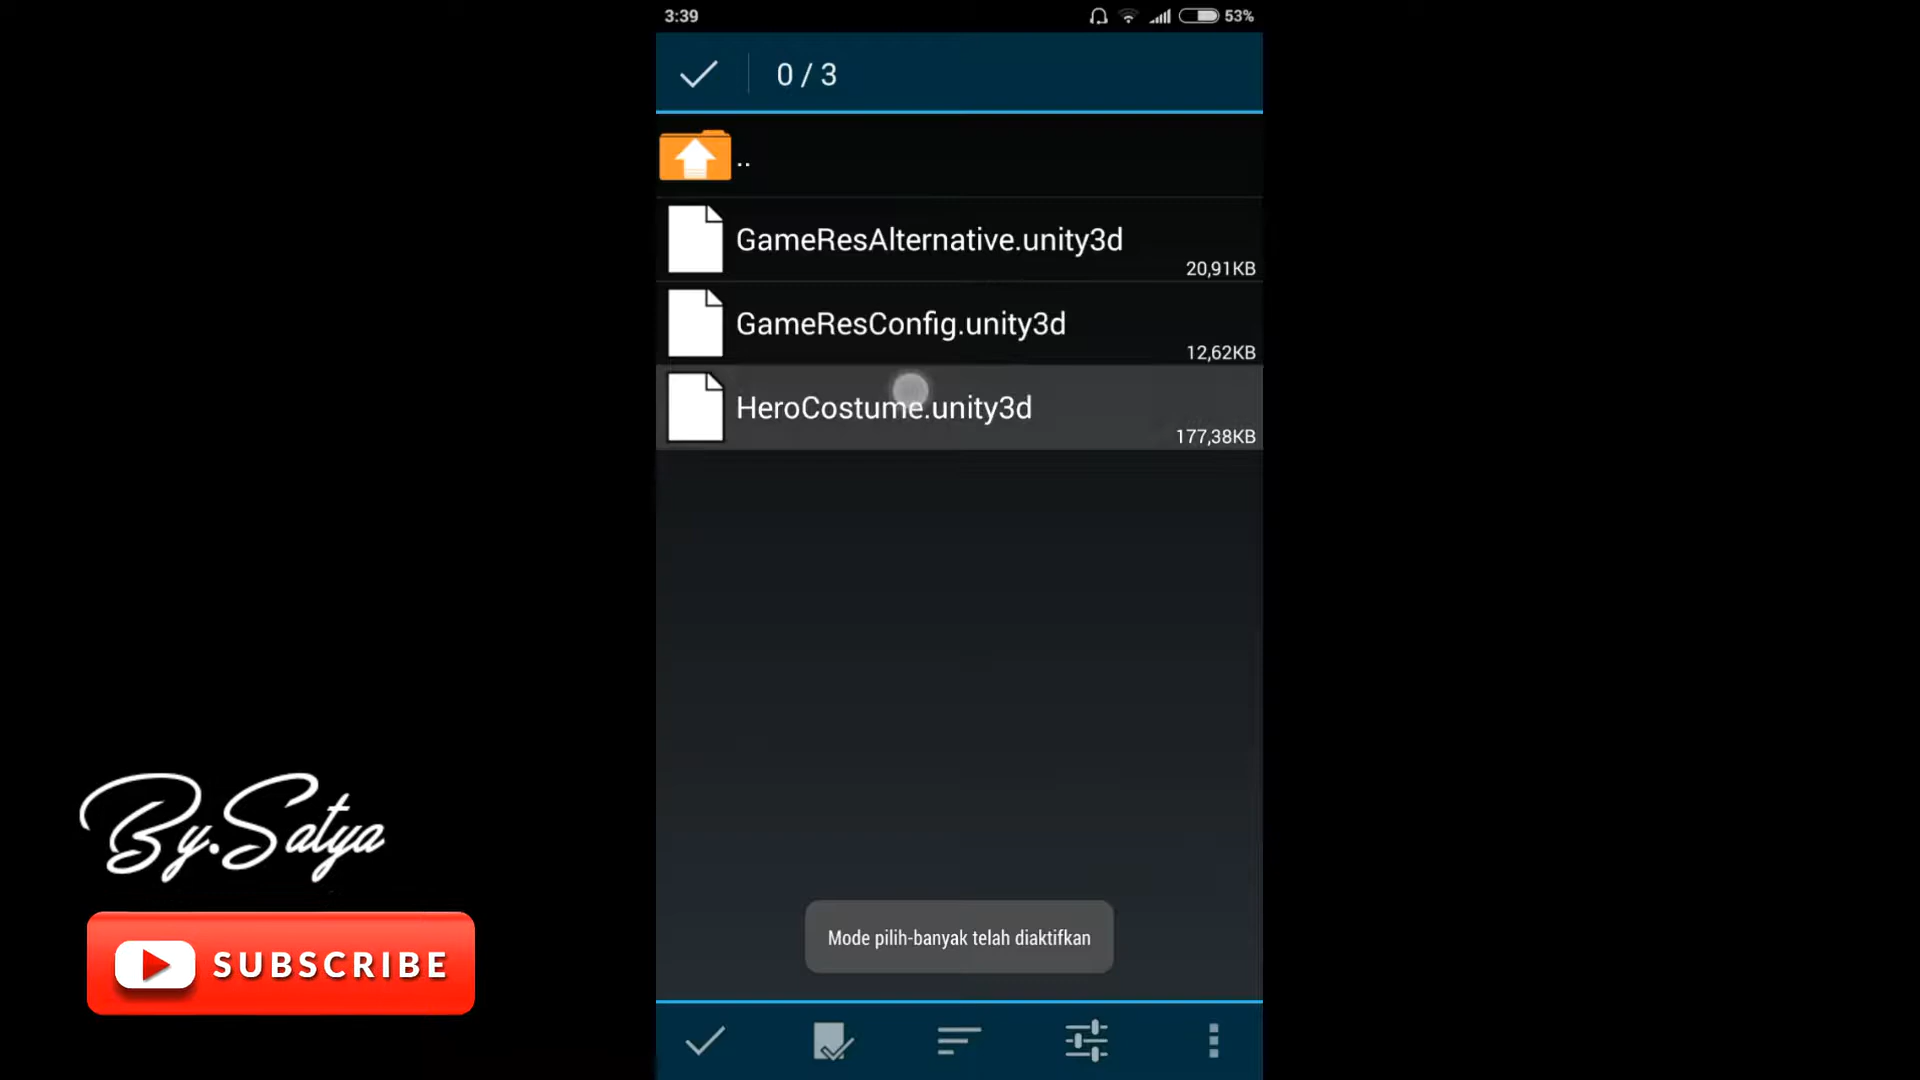 3:39
53%
0 / 3
..
GameResAlternative.unity3d
20,91KB
GameResConfig.unity3d
12,62KB
HeroCostume.unity3d
177,38KB
Mode pilih-banyak telah diaktifkan
By.Satya
SUBSCRIBE